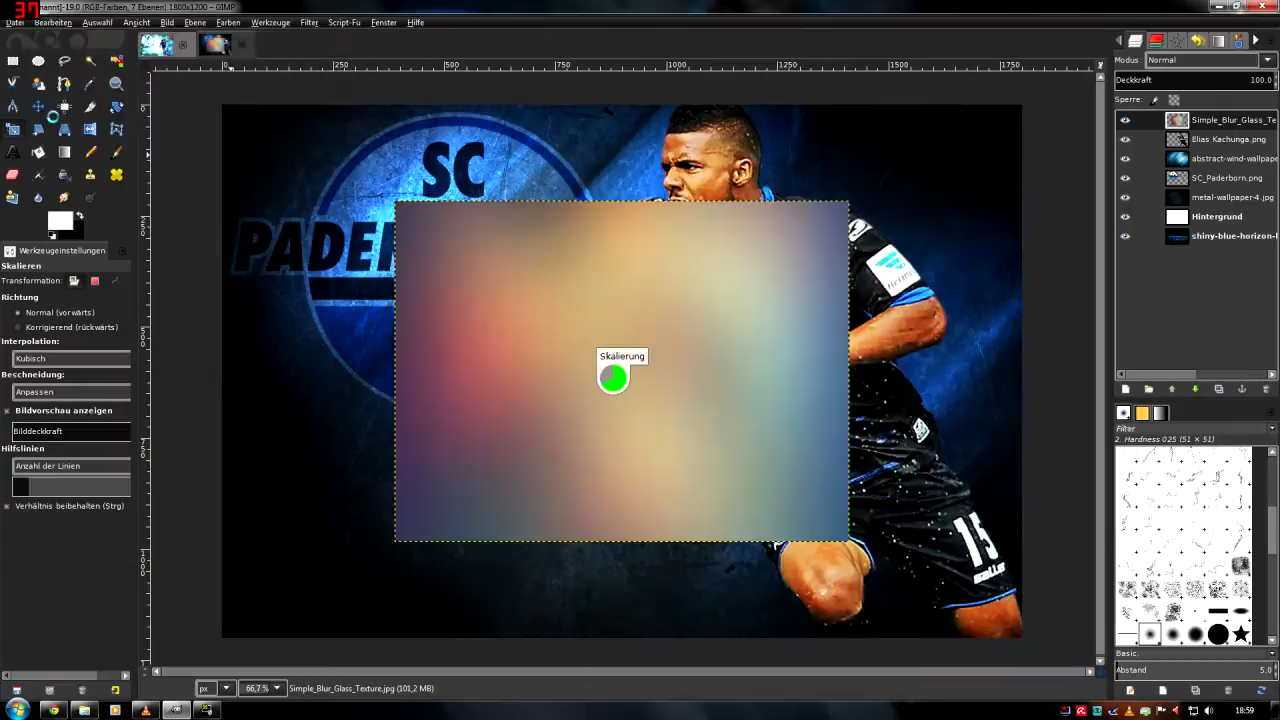 37
nannt]-19.0 (RGB-Farben, 7 Ebenen) 1800x1200 – GIMP
Datei Bearbeiten Auswahl Ansicht Bild Ebene Farben Werkzeuge Filter Script-Fu Fenster Hilfe
Modus: Normal
0 250 500 750 1000 1250 1500 1750
Deckkraft 100.0
Sperre:
Simple_Blur_Glass_Te
Elias Kachunga.png
abstract-wind-wallpape
SC_Paderborn.png
metal-wallpaper-4.jpg
Hintergrund
shiny-blue-horizon-l
SC
PADER
Werkzeugeinstellungen
Skalieren
Transformation:
Richtung
Normal (vorwärts)
Korrigierend (rückwärts)
Interpolation:
Kubisch
Beschneidung:
Anpassen
Bildvorschau anzeigen
Bilddeckkraft
Hilfslinien
Anzahl der Linien
Verhältnis beibehalten (Strg)
Skalierung
15
Filter
2. Hardness 025 (51 × 51)
Basic,
Abstand 5.0
px 66,7 % Simple_Blur_Glass_Texture.jpg (101,2 MB)
18:59